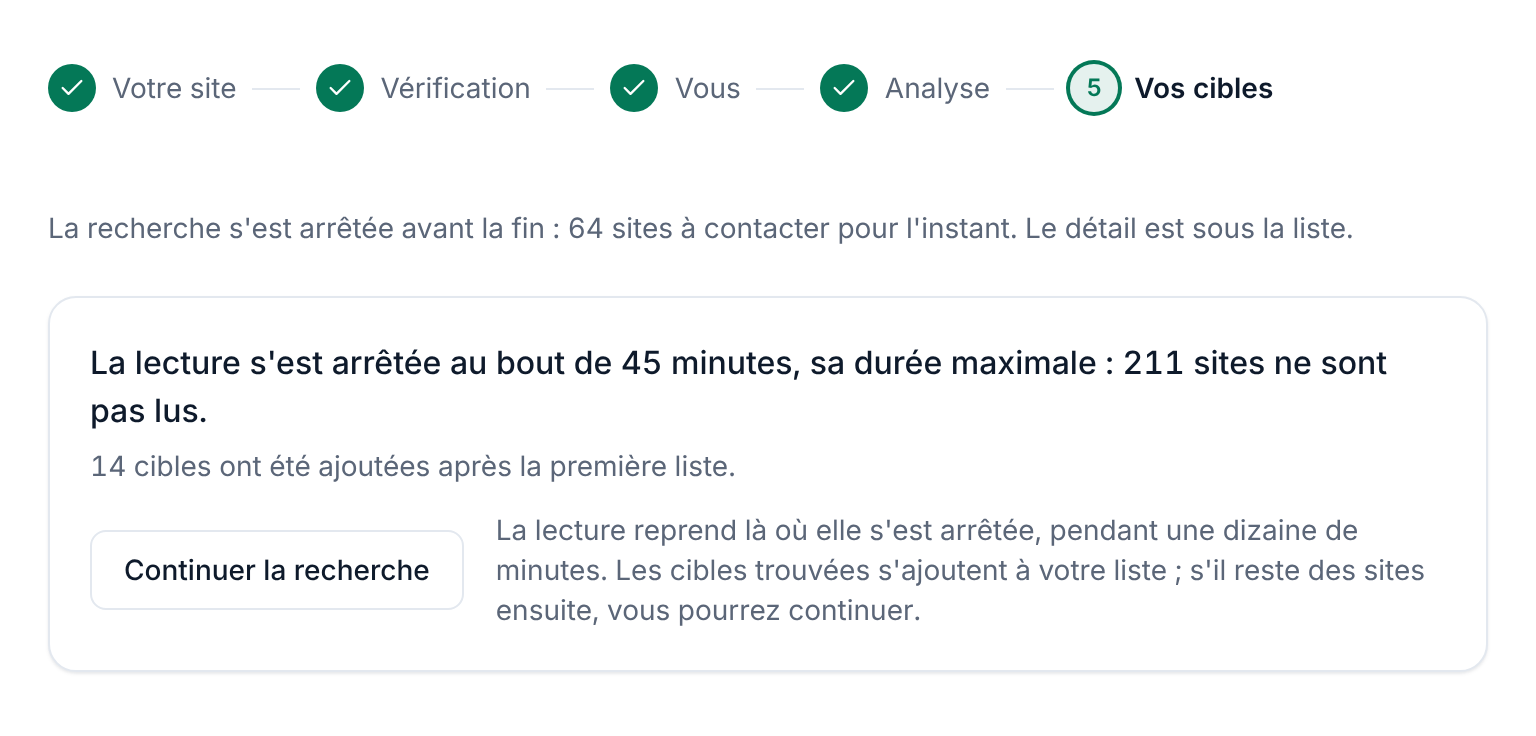 Votre site
Vérification
Vous
Analyse
5 Vos cibles
La recherche s'est arrêtée avant la fin : 64 sites à contacter pour l'instant. Le détail est sous la liste.
La lecture s'est arrêtée au bout de 45 minutes, sa durée maximale : 211 sites ne sont
pas lus.
14 cibles ont été ajoutées après la première liste.
Continuer la recherche
La lecture reprend là où elle s'est arrêtée, pendant une dizaine de
minutes. Les cibles trouvées s'ajoutent à votre liste ; s'il reste des sites
ensuite, vous pourrez continuer.